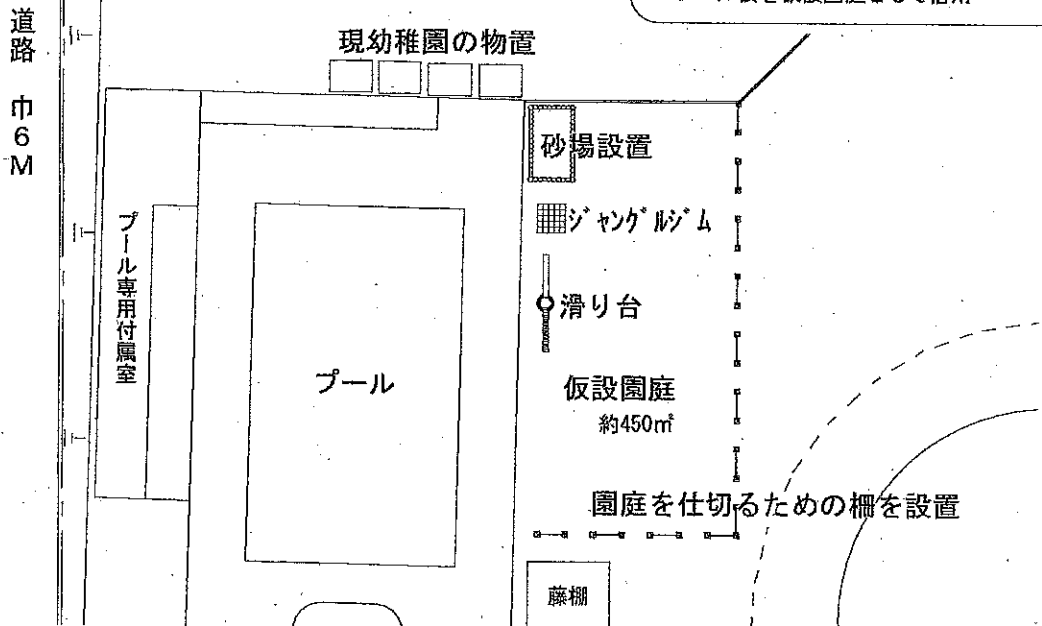 道路 巾6M
現幼稚園の物置
砂場設置
ジャングルジム
滑り台
プール専用付属室
プール
仮設園庭
約450㎡
園庭を仕切るための柵を設置
藤棚